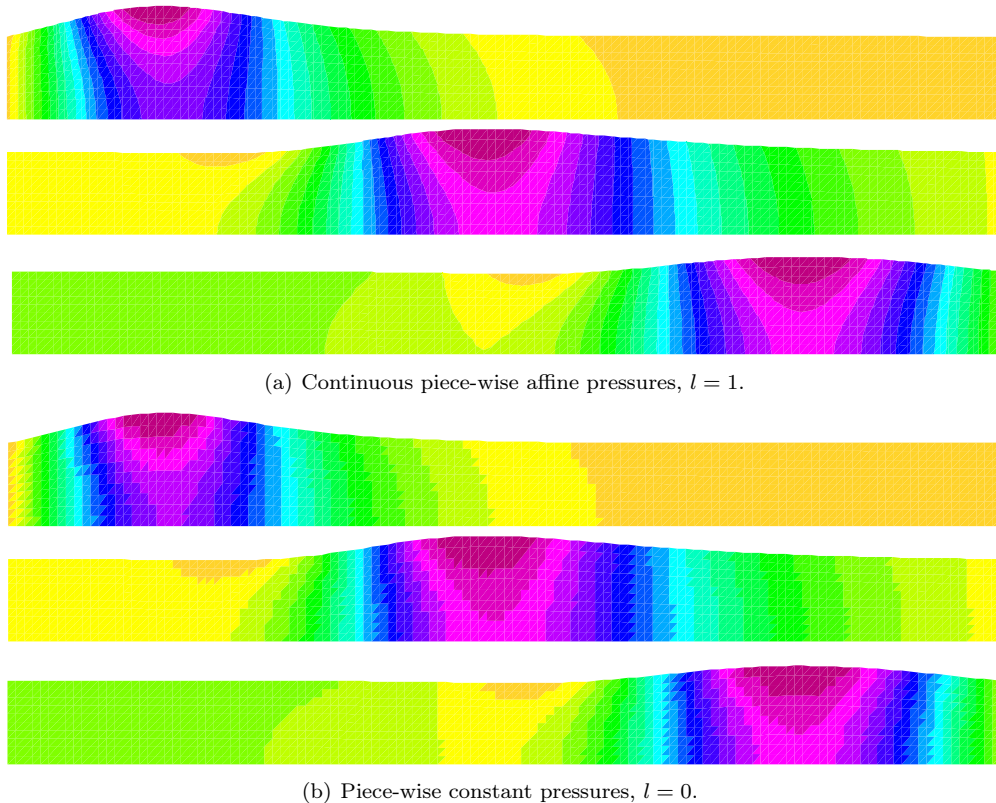 (a) Continuous piece-wise affine pressures, l = 1.
(b) Piece-wise constant pressures, l = 0.